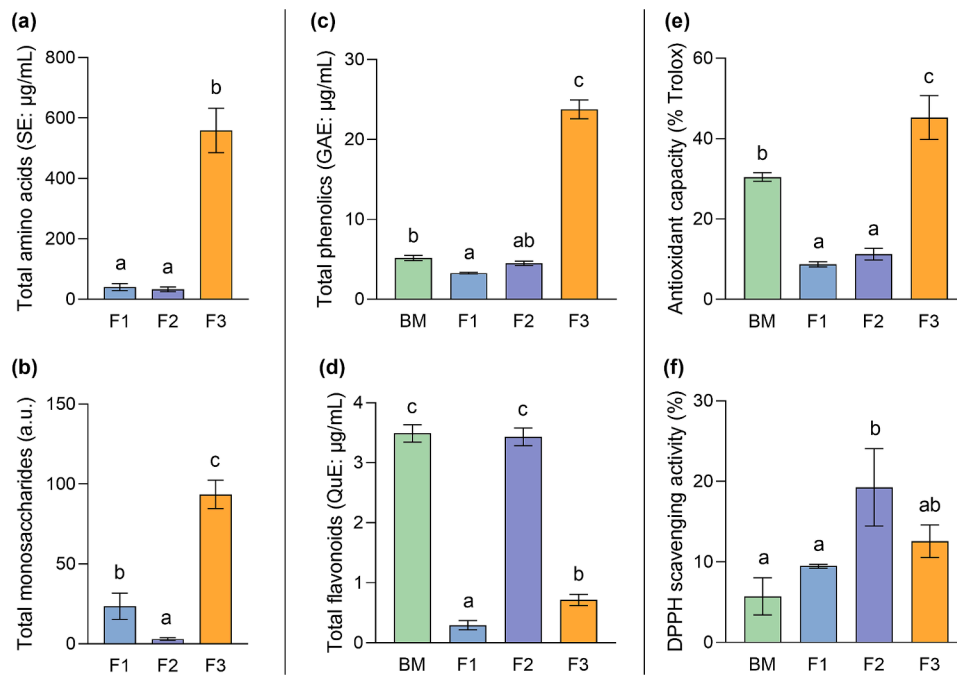 (a)
Total amino acids (SE: µg/mL)
800
600
400
200
0
a
a
b
F1
F2
F3
(b)
Total monosaccharides (a.u.)
150
100
50
0
b
a
c
F1
F2
F3
(c)
Total phenolics (GAE: µg/mL)
30
20
10
0
b
a
ab
c
BM
F1
F2
F3
(d)
Total flavonoids (QuE: µg/mL)
4
3
2
1
0
c
a
c
b
BM
F1
F2
F3
(e)
Antioxidant capacity (% Trolox)
60
40
20
0
b
a
a
c
BM
F1
F2
F3
(f)
DPPH scavenging activity (%)
30
20
10
0
a
a
b
ab
BM
F1
F2
F3